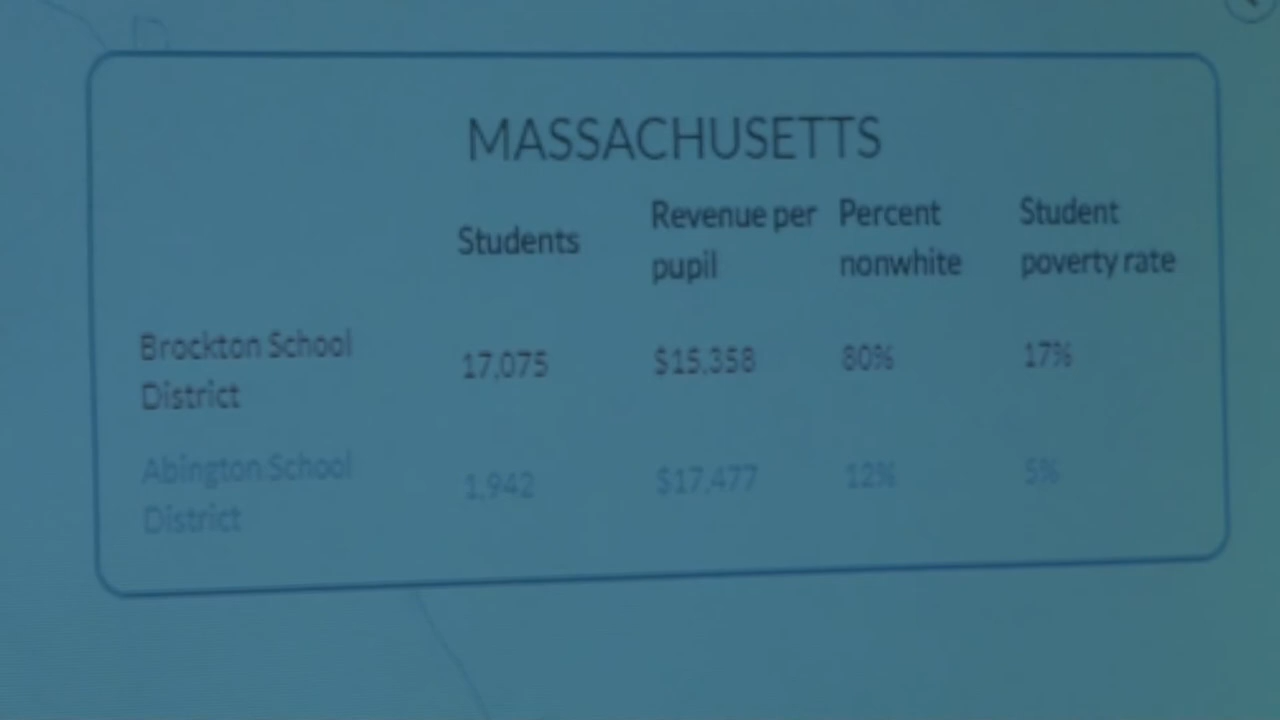 MASSACHUSETTS
Students
Revenue per
pupil
Percent
nonwhite
Student
poverty rate
Brockton School
District
17,075
$15,358
80%
17%
Abington School
District
1,942
$17,477
12%
5%